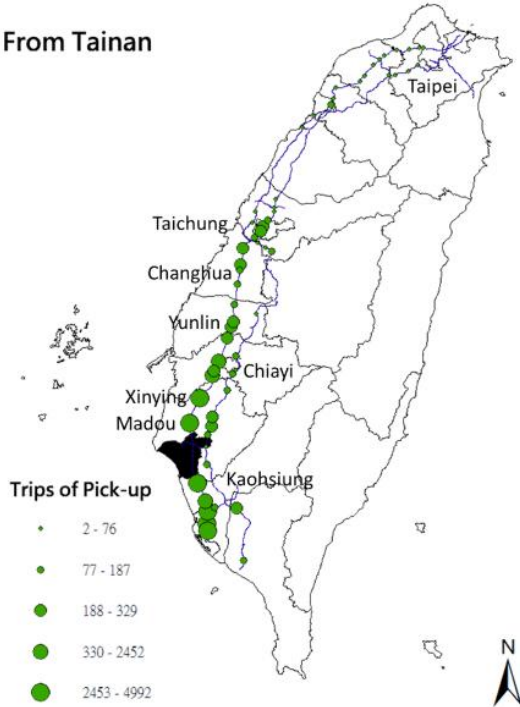 From Tainan
Taipei
Taichung
Changhua
Yunlin
Chiayi
Xinying
Madou
Kaohsiung
Trips of Pick-up
2 - 76
77 - 187
188 - 329
330 - 2452
2453 - 4992
N